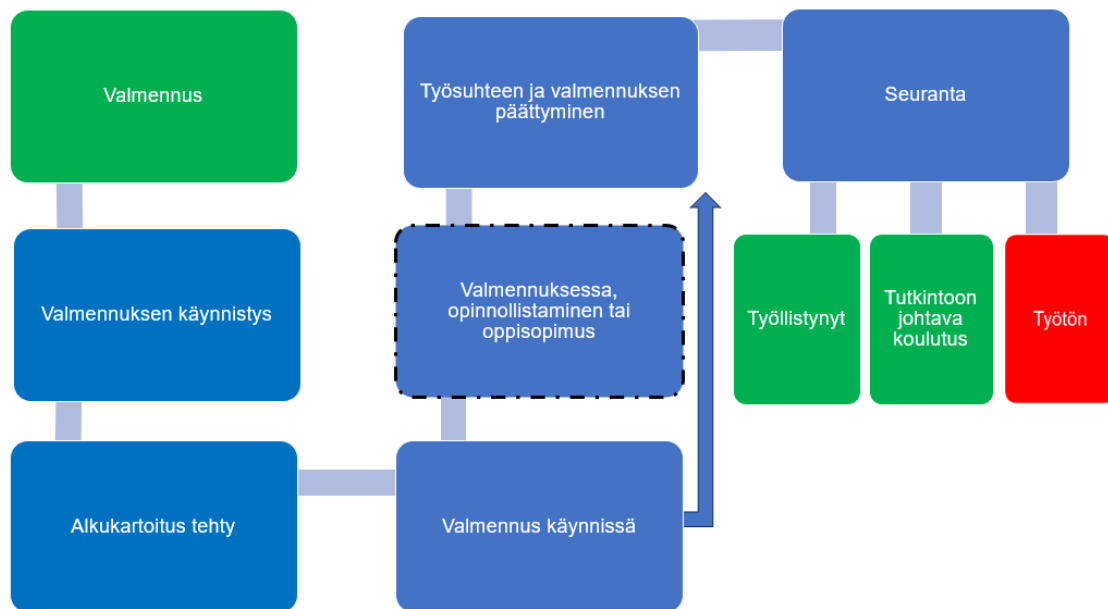 Valmennus
Valmennuksen käynnistys
Alkukartoitus tehty
Valmennus käynnissä
Valmennuksessa,
opinnollistaminen tai
oppisopimus
Työsuhteen ja valmennuksen
päättyminen
Seuranta
Työllistynyt
Tutkintoon
johtava
koulutus
Työtön